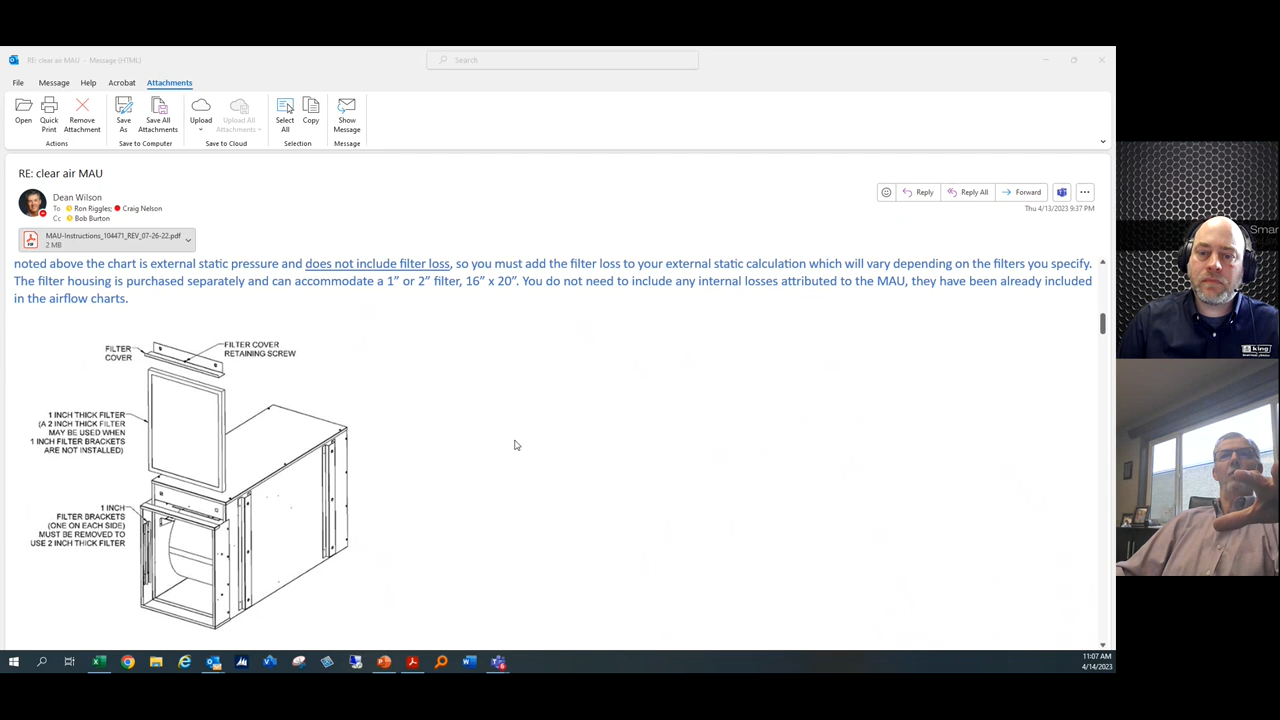 RE: clear air MAU - Message (HTML)
Search
File Message Help Acrobat Attachments
Open
Quick Print
Remove Attachment
Save As
Save All Attachments
Upload
Upload All Attachments
Select All
Copy
Show Message
Actions
Save to Computer
Save to Cloud
Selection
Message
RE: clear air MAU
Dean Wilson
To Ron Riggles; Craig Nelson
Cc Bob Burton
Reply
Reply All
Forward
Thu 4/13/2023 9:37 PM
MAU-Instructions_104471_REV_07-26-22.pdf
2 MB
noted above the chart is external static pressure and does not include filter loss, so you must add the filter loss to your external static calculation which will vary depending on the filters you specify.
The filter housing is purchased separately and can accommodate a 1” or 2” filter, 16” x 20”. You do not need to include any internal losses attributed to the MAU, they have been already included
in the airflow charts.
FILTER
COVER
FILTER COVER
RETAINING SCREW
1 INCH THICK FILTER
(A 2 INCH THICK FILTER
MAY BE USED WHEN
1 INCH FILTER BRACKETS
ARE NOT INSTALLED)
1 INCH
FILTER BRACKETS
(ONE ON EACH SIDE)
MUST BE REMOVED TO
USE 2 INCH THICK FILTER
Smar
king
11:07 AM
4/14/2023